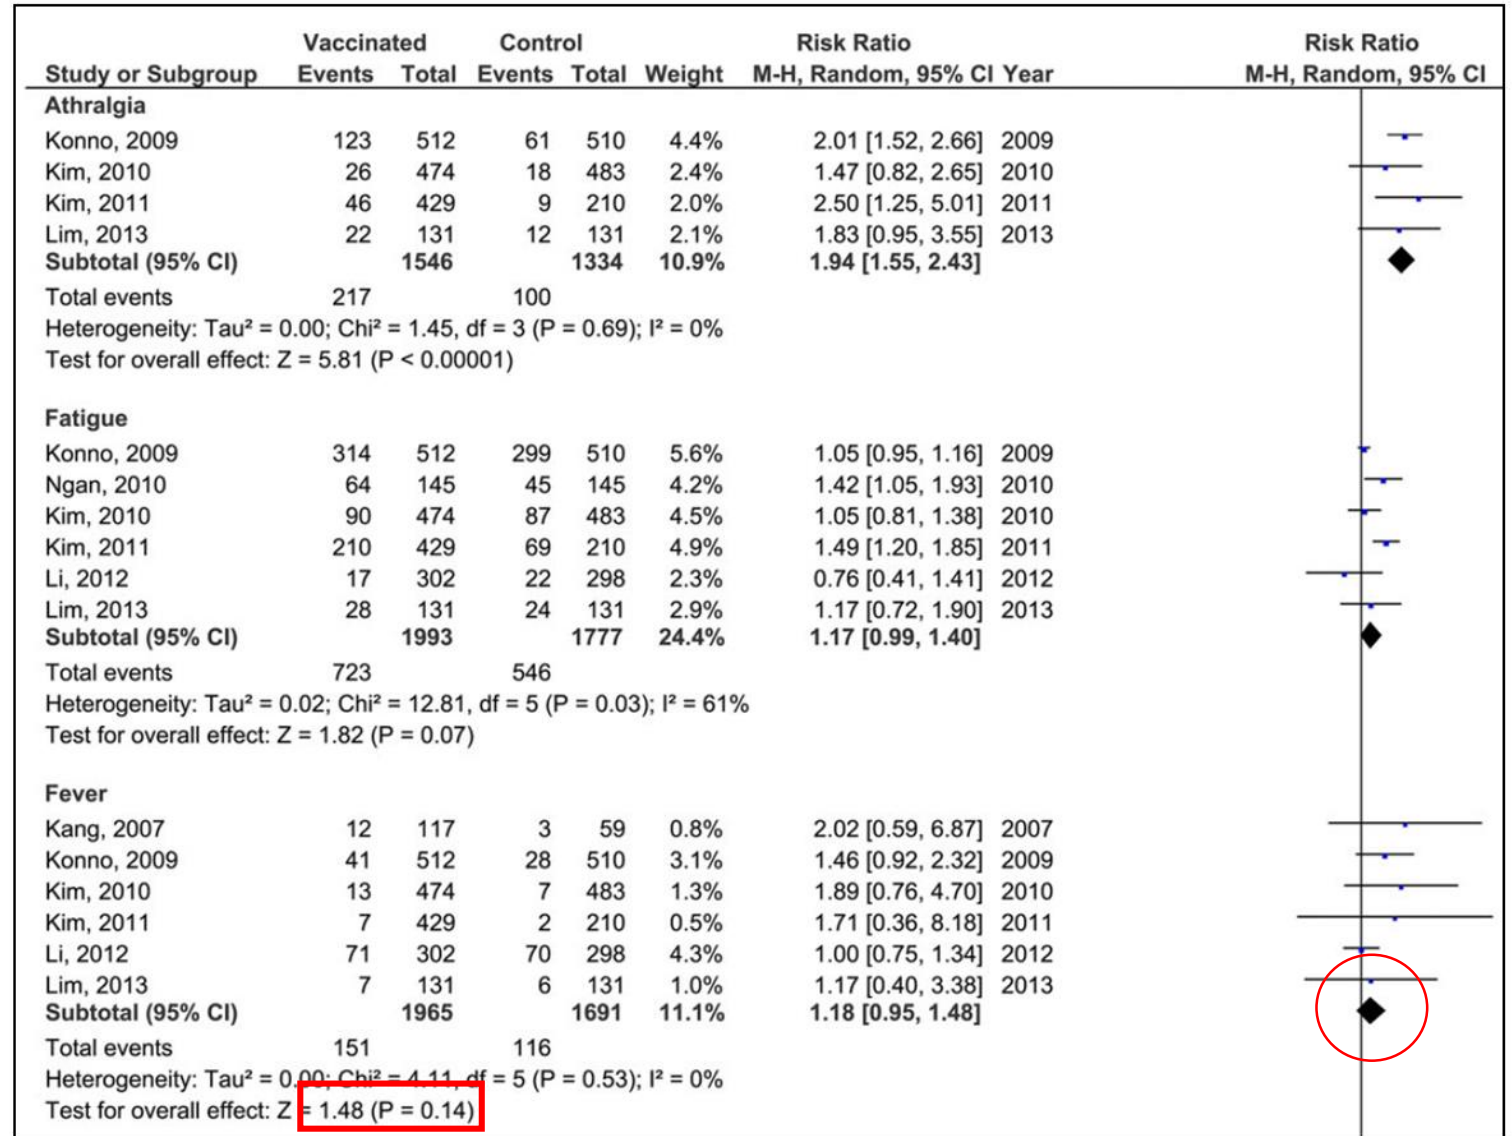 Vaccinated Control Risk Ratio Risk Ratio
Study or Subgroup Events Total Events Total Weight M-H, Random, 95% CI Year M-H, Random, 95% CI
Athralgia
Konno, 2009 123 512 61 510 4.4% 2.01 [1.52, 2.66] 2009
Kim, 2010 26 474 18 483 2.4% 1.47 [0.82, 2.65] 2010
Kim, 2011 46 429 9 210 2.0% 2.50 [1.25, 5.01] 2011
Lim, 2013 22 131 12 131 2.1% 1.83 [0.95, 3.55] 2013
Subtotal (95% CI) 1546 1334 10.9% 1.94 [1.55, 2.43]
Total events 217 100
Heterogeneity: Tau² = 0.00; Chi² = 1.45, df = 3 (P = 0.69); I² = 0%
Test for overall effect: Z = 5.81 (P < 0.00001)
Fatigue
Konno, 2009 314 512 299 510 5.6% 1.05 [0.95, 1.16] 2009
Ngan, 2010 64 145 45 145 4.2% 1.42 [1.05, 1.93] 2010
Kim, 2010 90 474 87 483 4.5% 1.05 [0.81, 1.38] 2010
Kim, 2011 210 429 69 210 4.9% 1.49 [1.20, 1.85] 2011
Li, 2012 17 302 22 298 2.3% 0.76 [0.41, 1.41] 2012
Lim, 2013 28 131 24 131 2.9% 1.17 [0.72, 1.90] 2013
Subtotal (95% CI) 1993 1777 24.4% 1.17 [0.99, 1.40]
Total events 723 546
Heterogeneity: Tau² = 0.02; Chi² = 12.81, df = 5 (P = 0.03); I² = 61%
Test for overall effect: Z = 1.82 (P = 0.07)
Fever
Kang, 2007 12 117 3 59 0.8% 2.02 [0.59, 6.87] 2007
Konno, 2009 41 512 28 510 3.1% 1.46 [0.92, 2.32] 2009
Kim, 2010 13 474 7 483 1.3% 1.89 [0.76, 4.70] 2010
Kim, 2011 7 429 2 210 0.5% 1.71 [0.36, 8.18] 2011
Li, 2012 71 302 70 298 4.3% 1.00 [0.75, 1.34] 2012
Lim, 2013 7 131 6 131 1.0% 1.17 [0.40, 3.38] 2013
Subtotal (95% CI) 1965 1691 11.1% 1.18 [0.95, 1.48]
Total events 151 116
Heterogeneity: Tau² = 0.00; Chi² = 4.11, df = 5 (P = 0.53); I² = 0%
Test for overall effect: Z = 1.48 (P = 0.14)